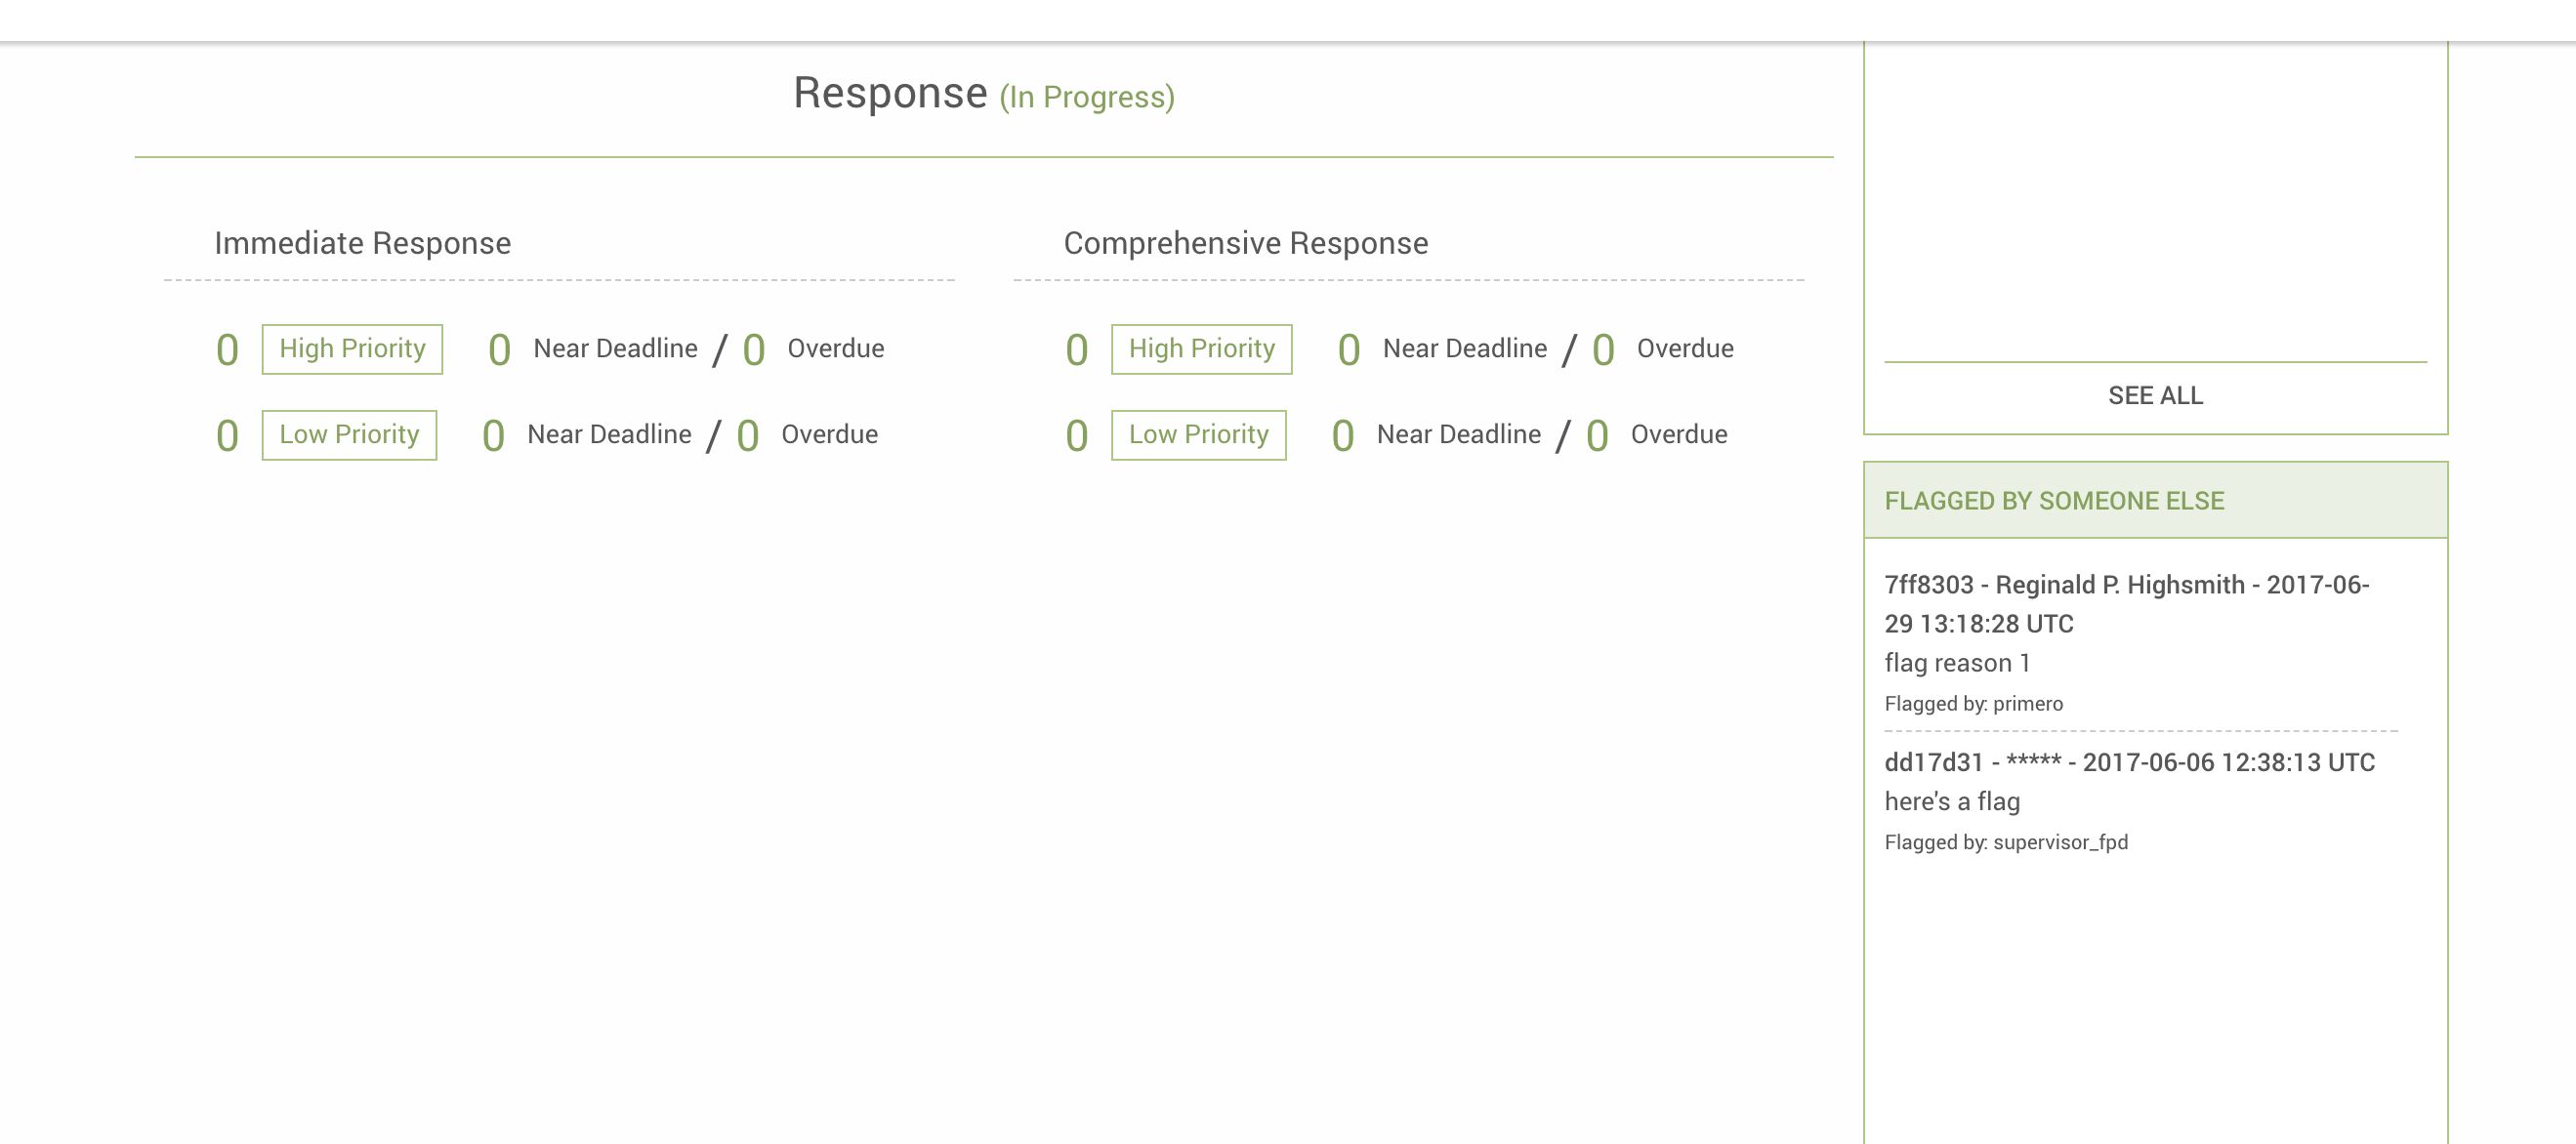 Response (In Progress)
Immediate Response
0 High Priority 0 Near Deadline / 0 Overdue
0 Low Priority 0 Near Deadline / 0 Overdue
Comprehensive Response
0 High Priority 0 Near Deadline / 0 Overdue
0 Low Priority 0 Near Deadline / 0 Overdue
SEE ALL
FLAGGED BY SOMEONE ELSE
7ff8303 - Reginald P. Highsmith - 2017-06-
29 13:18:28 UTC
flag reason 1
Flagged by: primero
dd17d31 - ***** - 2017-06-06 12:38:13 UTC
here's a flag
Flagged by: supervisor_fpd